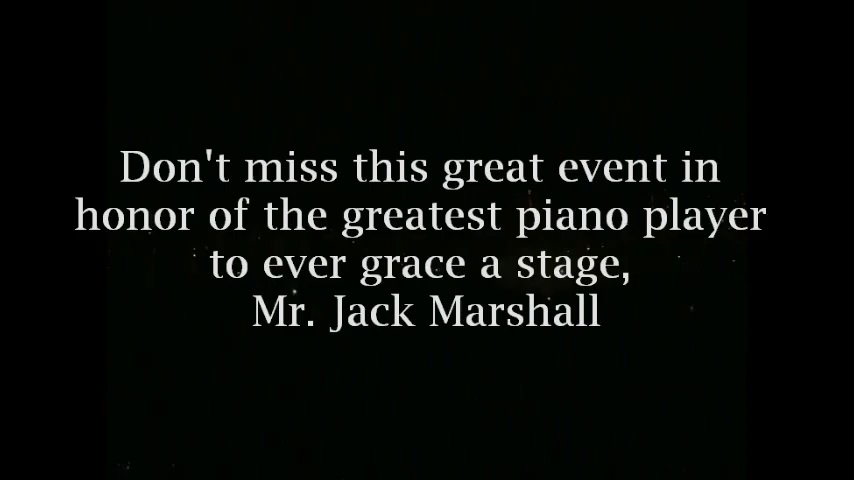 Don't miss this great event in
honor of the greatest piano player
to ever grace a stage,
Mr. Jack Marshall